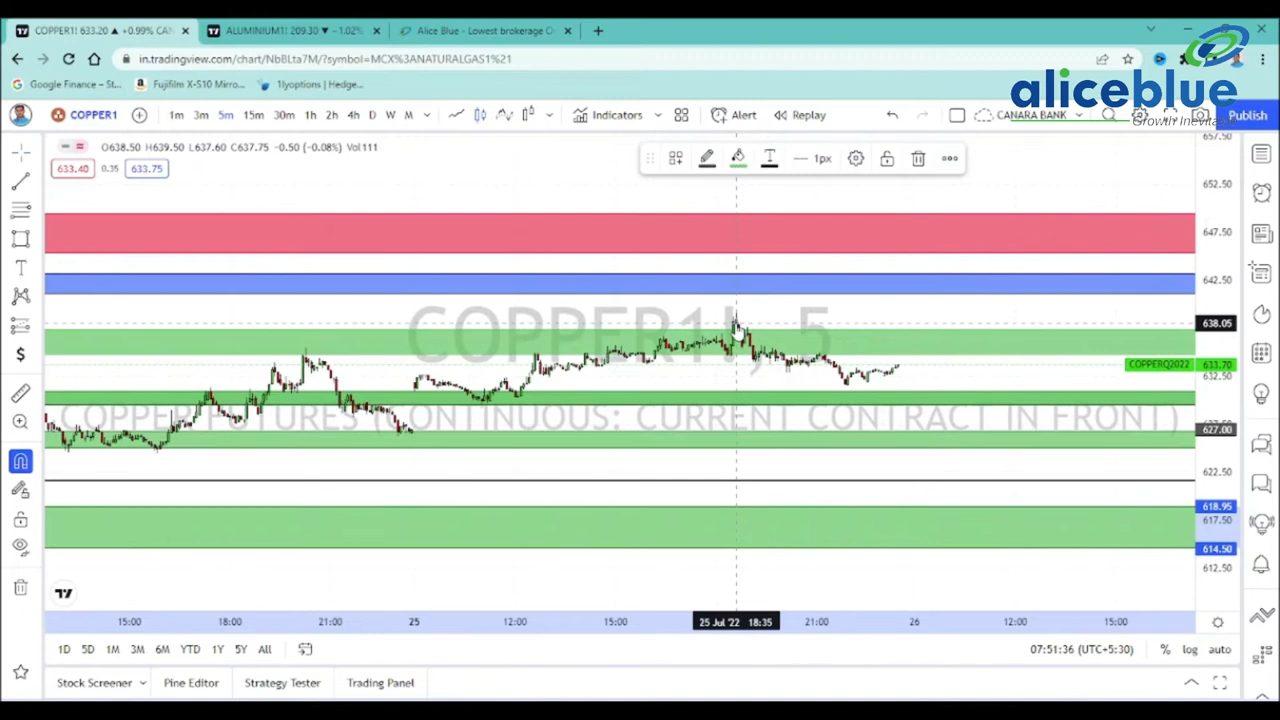 COPPER1! 633.20 ▲ +0.99% CAN
ALUMINIUM1! 209.30 ▼ −1.02%
Alice Blue - Lowest brokerage
in.tradingview.com/chart/NbBLta7M/?symbol=MCX%3ANATURALGAS1%21
Google Finance - St...
Fujifilm X-S10 Mirro...
1lyoptions | Hedge...
aliceblue
Growth Inevita
COPPER1
1m 3m 5m 15m 30m 1h 2h 4h D W M
Indicators
Alert
Replay
CANARA BANK
Publish
O638.50 H639.50 L637.60 C637.75 −0.50 (−0.08%) Vol111
633.40 0.35 633.75
1px
657.50
652.50
647.50
642.50
638.05
COPPERQ2022 633.70
632.50
627.00
622.50
618.95
617.50
614.50
612.50
COPPER1!, 5
COPPER FUTURES (CONTINUOUS: CURRENT CONTRACT IN FRONT)
15:00 18:00 21:00 25 12:00 15:00 25 Jul '22 18:35 21:00 26 12:00 15:00
1D 5D 1M 3M 6M YTD 1Y 5Y All
07:51:36 (UTC+5:30) % log auto
Stock Screener Pine Editor Strategy Tester Trading Panel